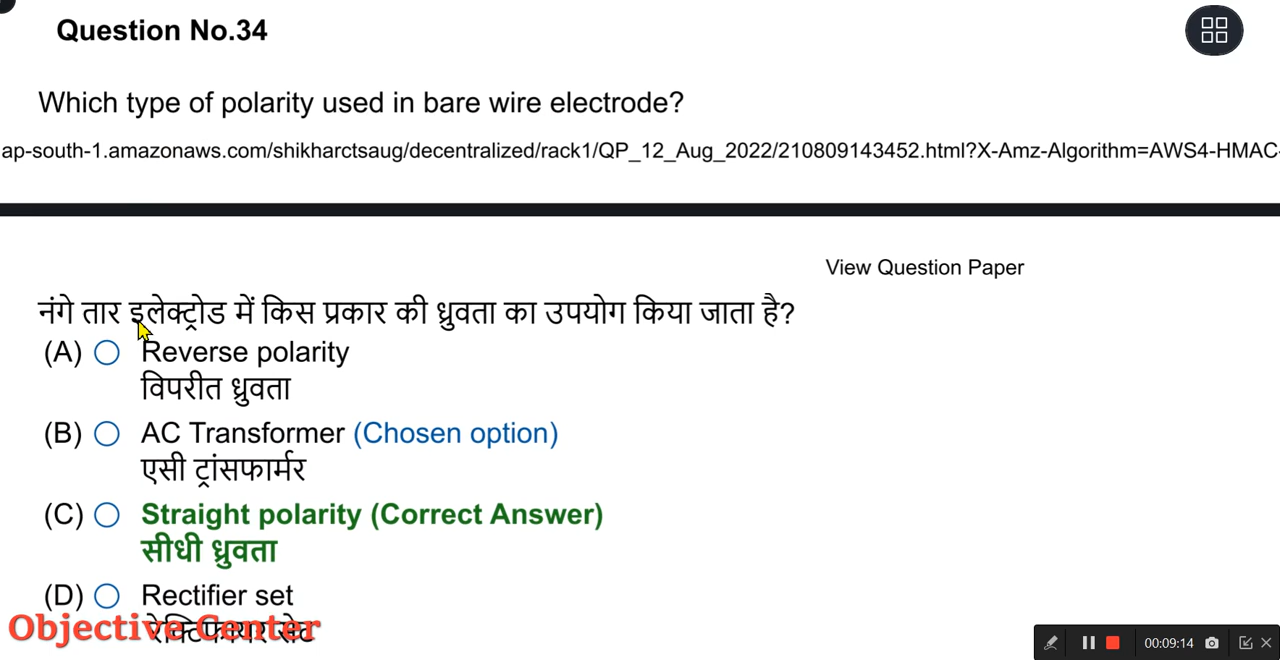 Question No.34
Which type of polarity used in bare wire electrode?
ap-south-1.amazonaws.com/shikharctsaug/decentralized/rack1/QP_12_Aug_2022/210809143452.html?X-Amz-Algorithm=AWS4-HMAC-
View Question Paper
नंगे तार इलेक्ट्रोड में किस प्रकार की ध्रुवता का उपयोग किया जाता है?
(A) Reverse polarity
विपरीत ध्रुवता
(B) AC Transformer (Chosen option)
एसी ट्रांसफार्मर
(C) Straight polarity (Correct Answer)
सीधी ध्रुवता
(D) Rectifier set
रेक्टिफायर सेट
Objective Center
00:09:14